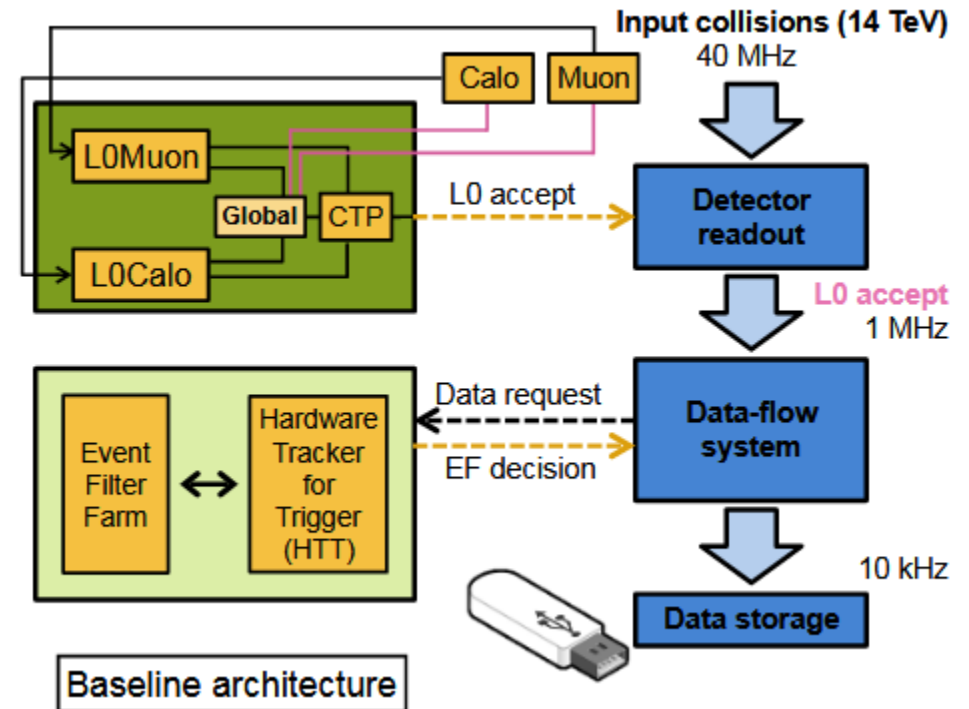 Input collisions (14 TeV)
40 MHz
Calo
Muon
L0Muon
Global
CTP
L0Calo
L0 accept
Detector
readout
L0 accept
1 MHz
Data request
EF decision
Data-flow
system
Event
Filter
Farm
Hardware
Tracker
for
Trigger
(HTT)
10 kHz
Data storage
Baseline architecture